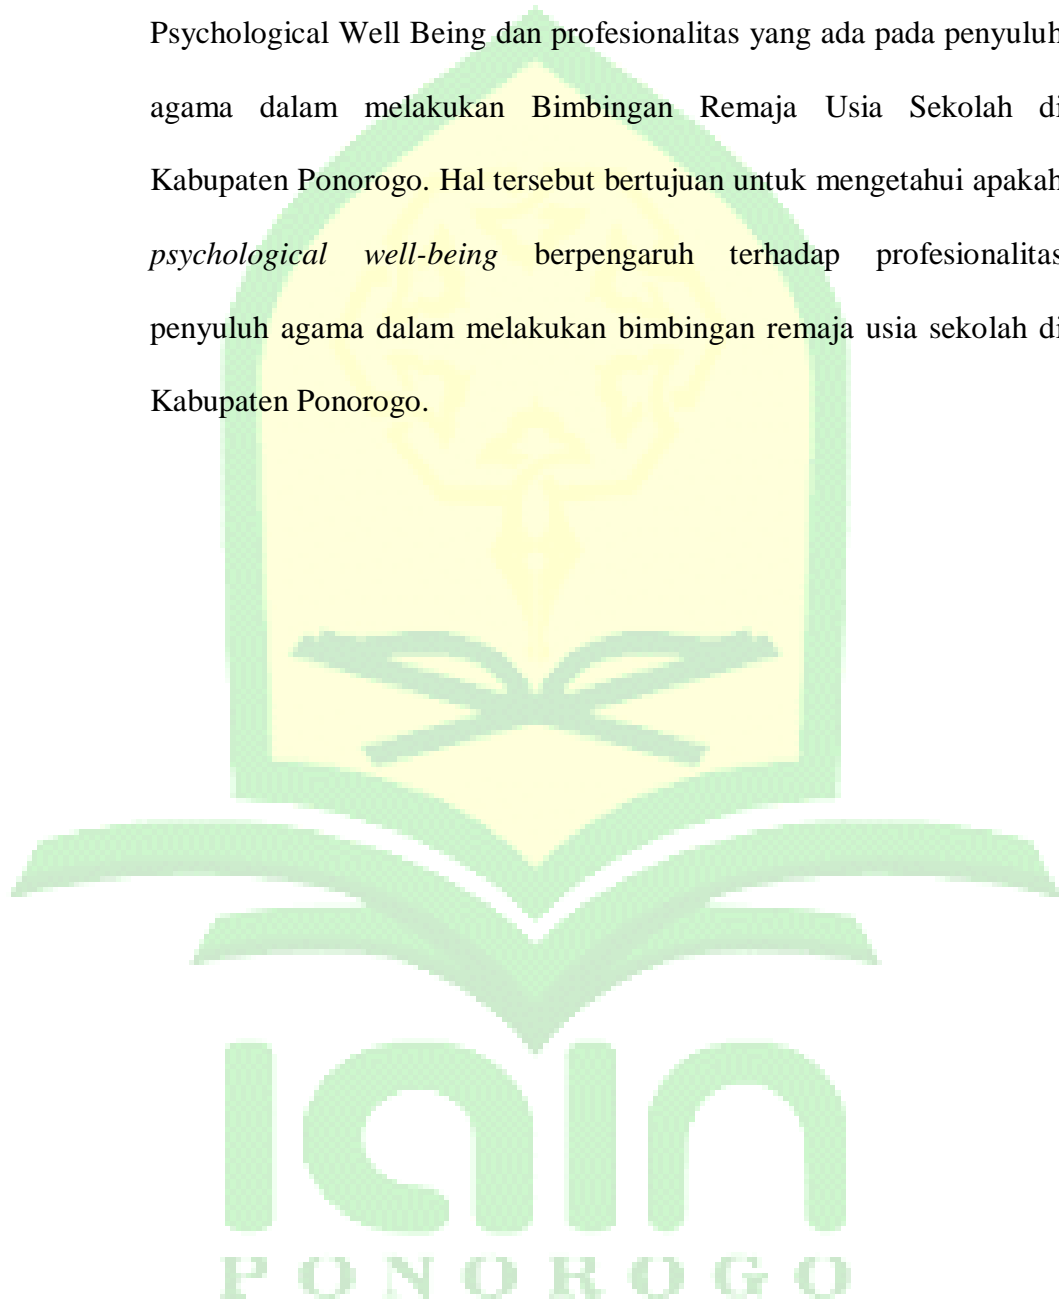 Psychological Well Being dan profesionalitas yang ada pada penyuluh
agama dalam melakukan Bimbingan Remaja Usia Sekolah di
Kabupaten Ponorogo. Hal tersebut bertujuan untuk mengetahui apakah
psychological well-being berpengaruh terhadap profesionalitas
penyuluh agama dalam melakukan bimbingan remaja usia sekolah di
Kabupaten Ponorogo.
iain
PONOROGO